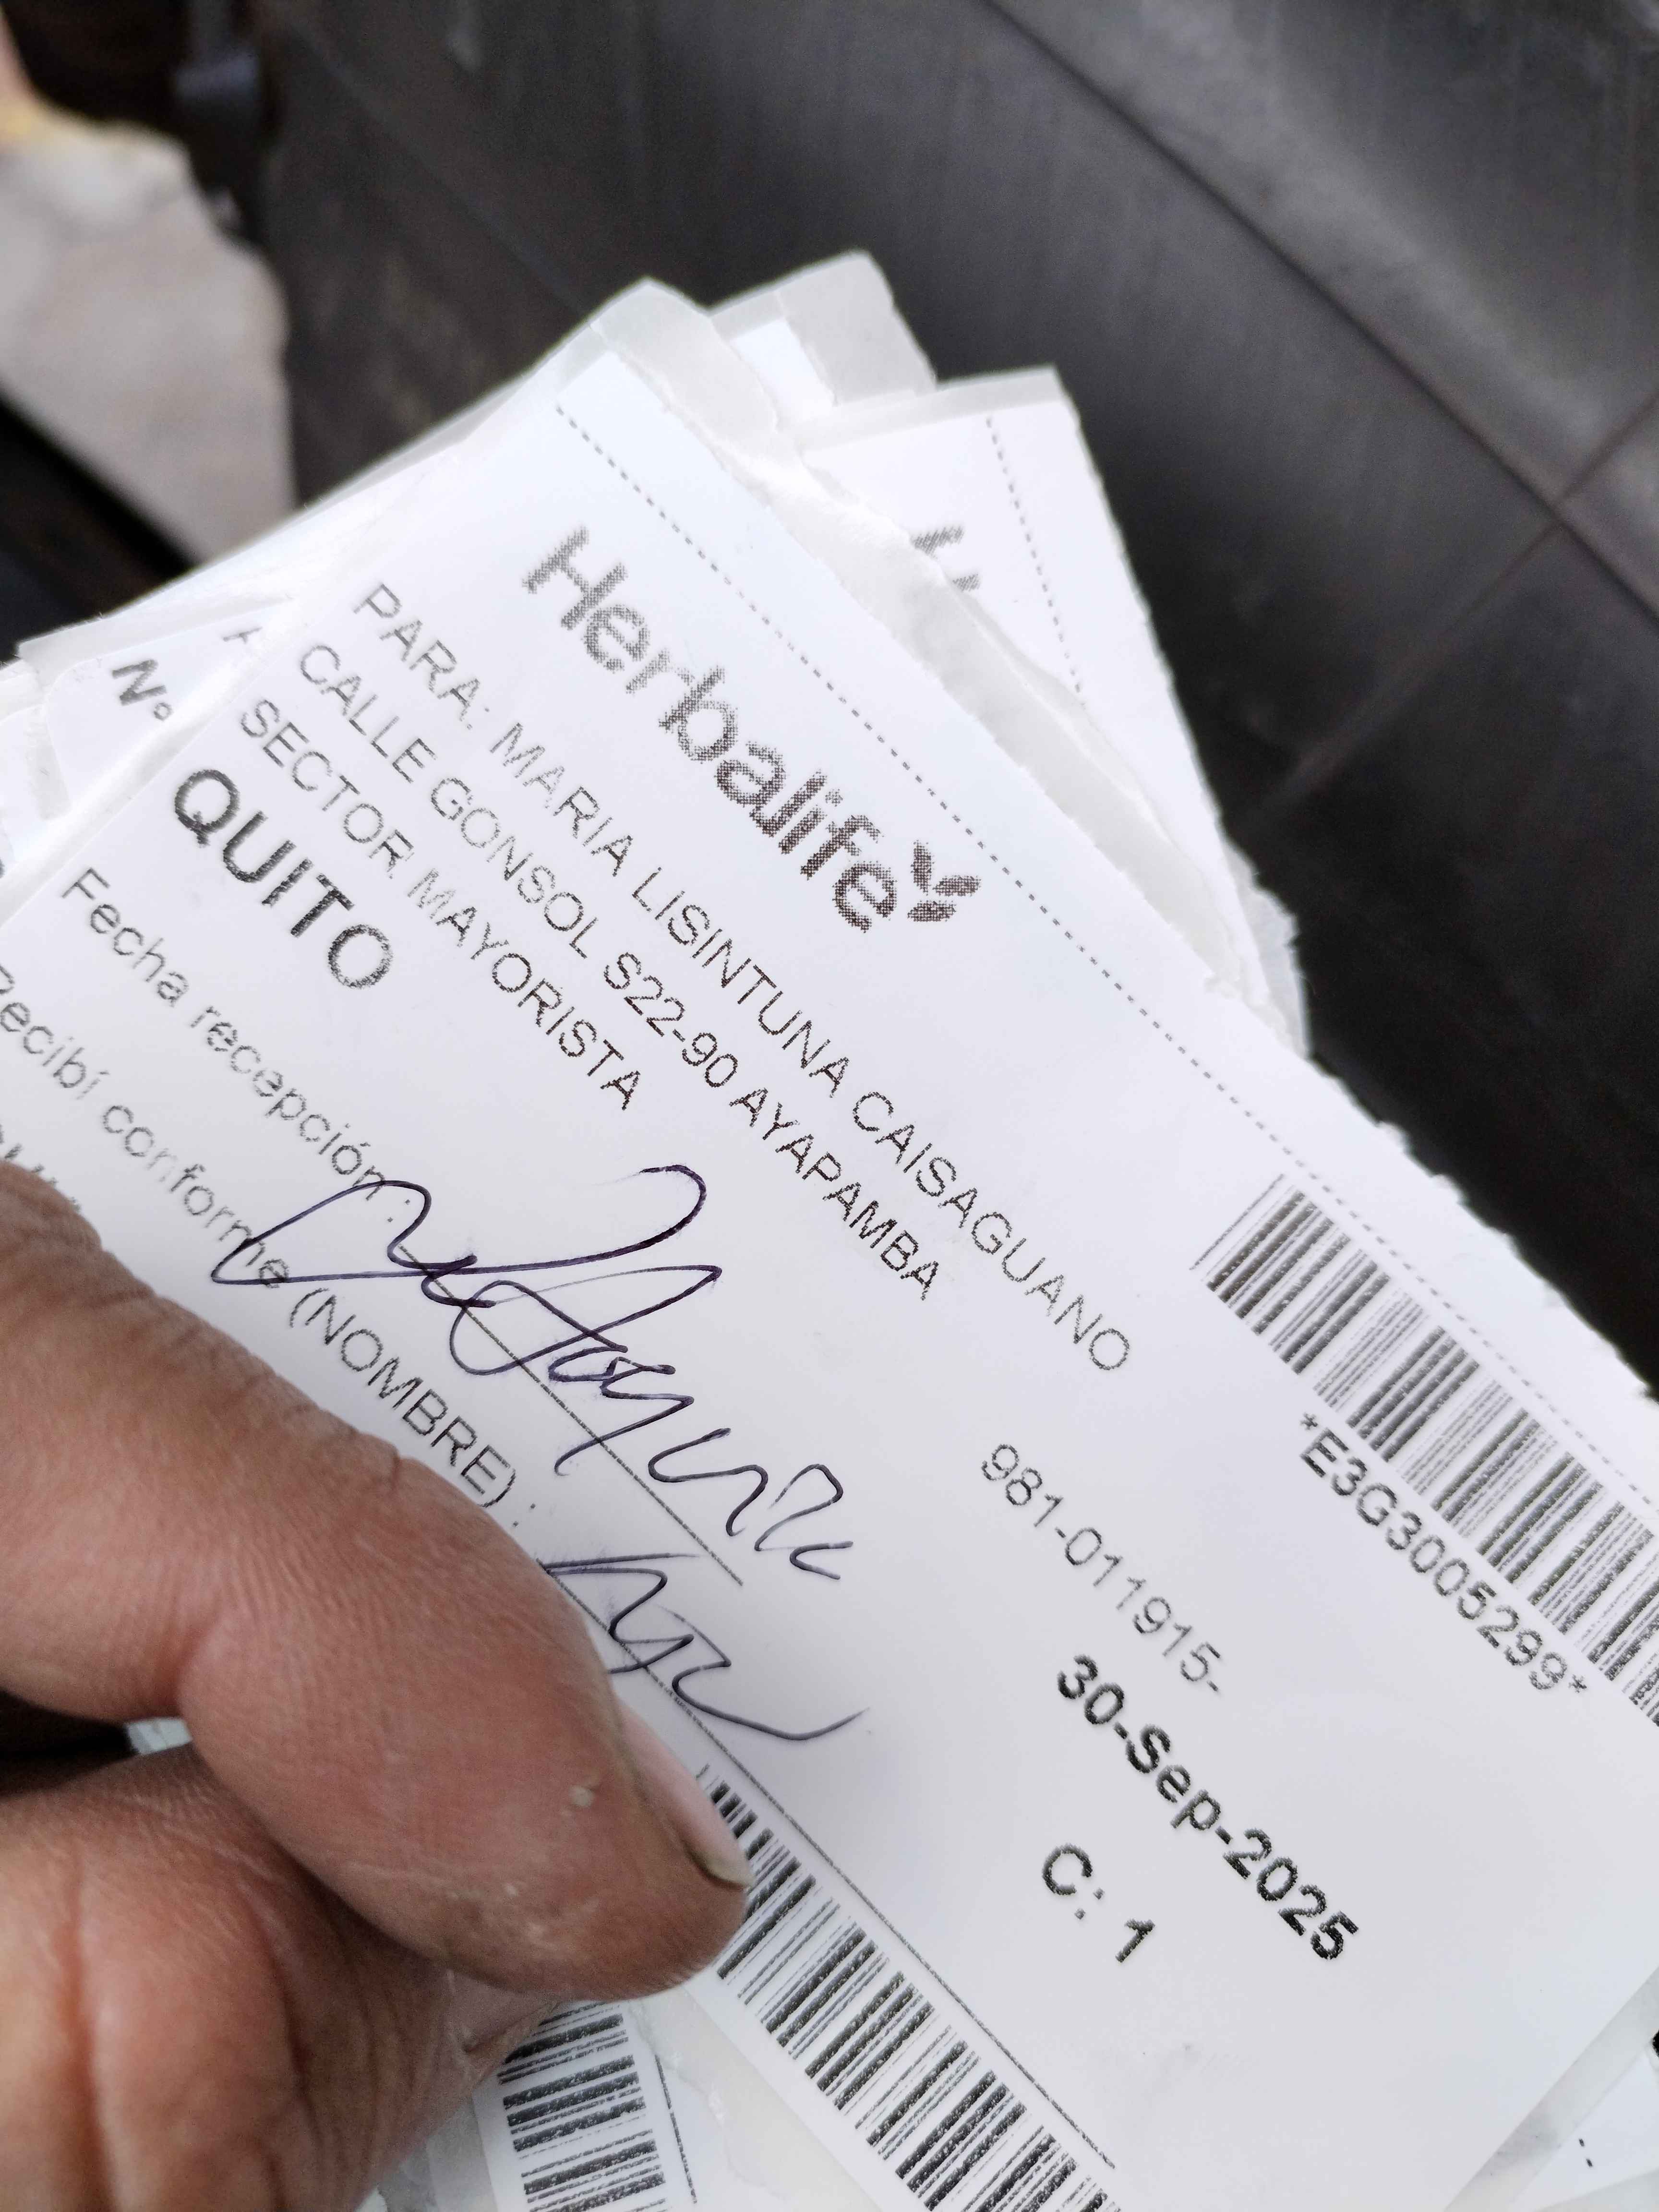 Herbalife
*E3G3005299*
PARA: MARIA LISINTUNA CAISAGUANO
CALLE GONSOL S22-90 AYAPAMBA
981-011915-
SECTOR MAYORISTA
30-Sep-2025
QUITO
C: 1
Fecha recepción :
Recibí conforme (NOMBRE) :
Nº